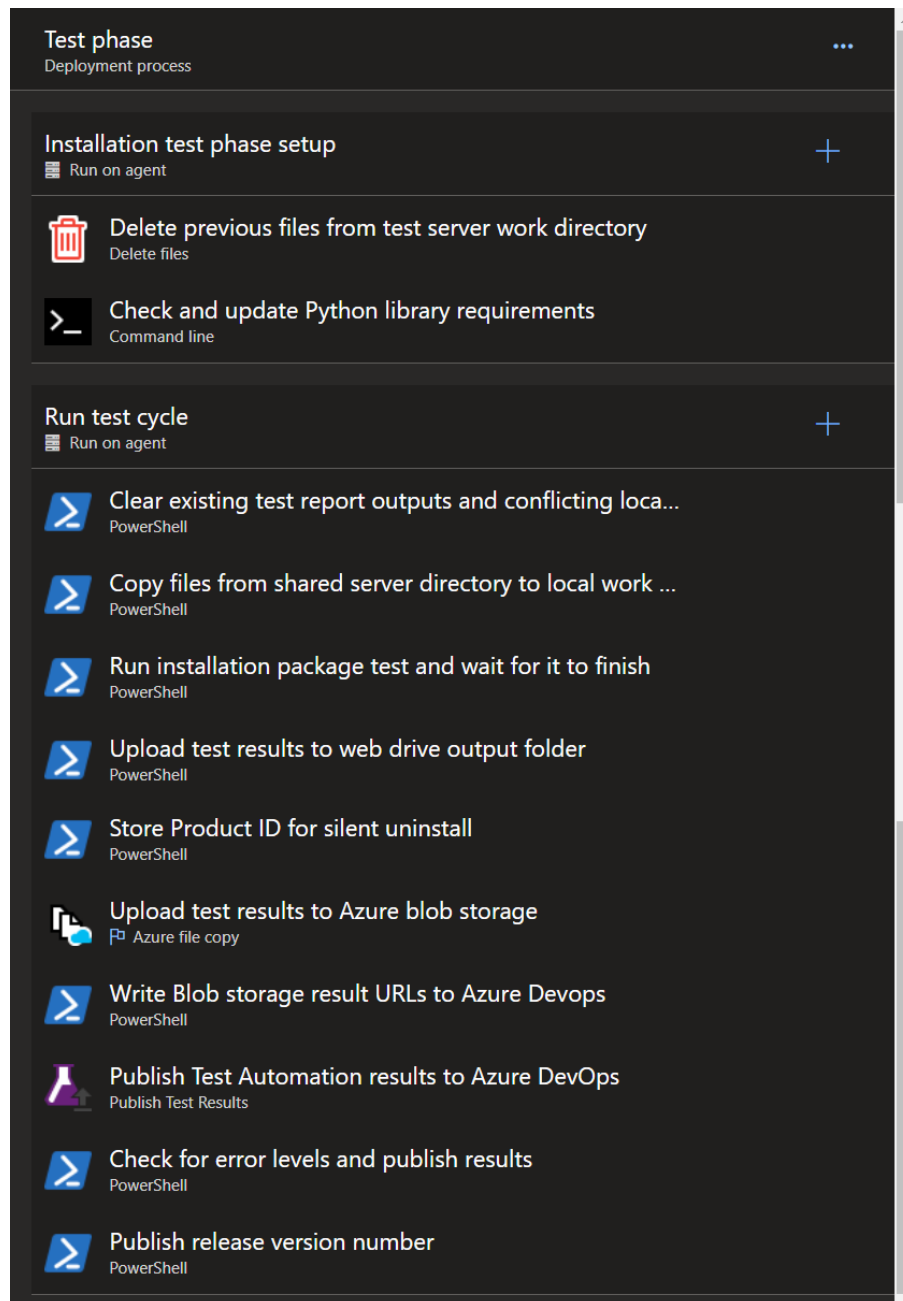 Test phase
Deployment process
Installation test phase setup
Run on agent
Delete previous files from test server work directory
Delete files
Check and update Python library requirements
Command line
Run test cycle
Run on agent
Clear existing test report outputs and conflicting loca...
PowerShell
Copy files from shared server directory to local work ...
PowerShell
Run installation package test and wait for it to finish
PowerShell
Upload test results to web drive output folder
PowerShell
Store Product ID for silent uninstall
PowerShell
Upload test results to Azure blob storage
Azure file copy
Write Blob storage result URLs to Azure Devops
PowerShell
Publish Test Automation results to Azure DevOps
Publish Test Results
Check for error levels and publish results
PowerShell
Publish release version number
PowerShell